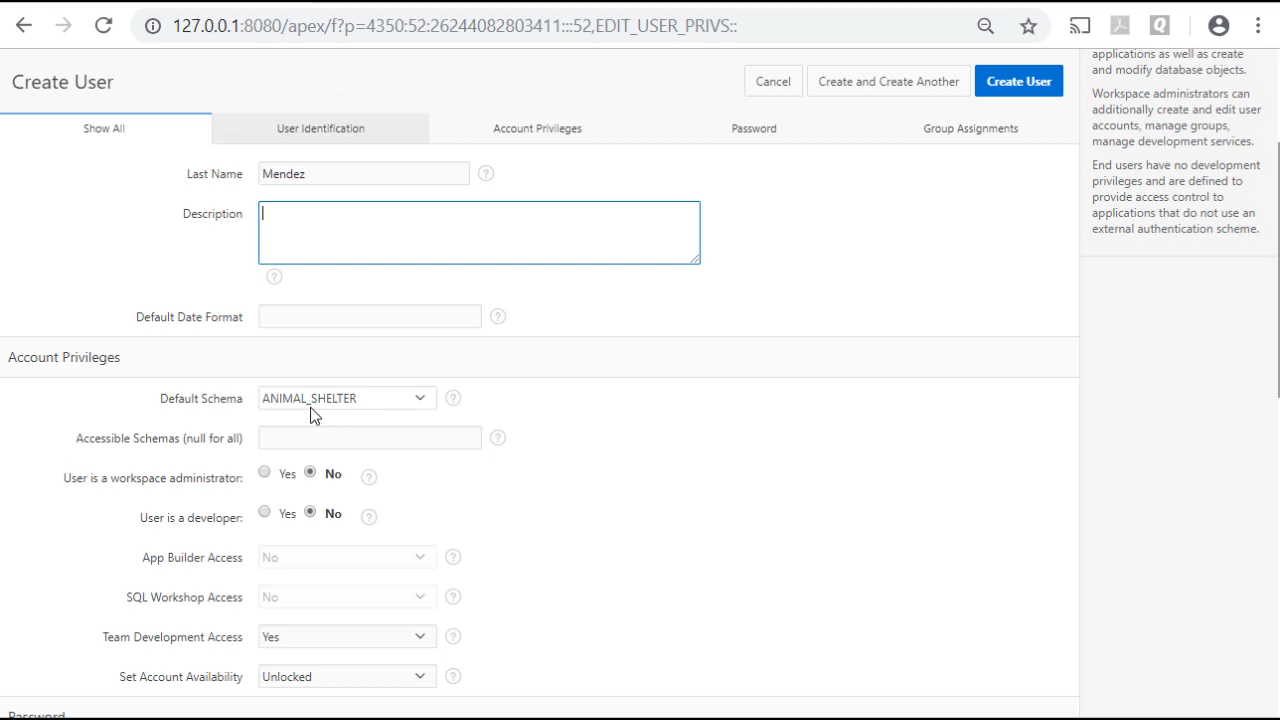 127.0.0.1:8080/apex/f?p=4350:52:26244082803411:::52,EDIT_USER_PRIVS::
Create User
Cancel
Create and Create Another
Create User
Show All
User Identification
Account Privileges
Password
Group Assignments
Last Name
Mendez
?
Description
?
Default Date Format
?
Account Privileges
Default Schema
ANIMAL_SHELTER
?
Accessible Schemas (null for all)
?
User is a workspace administrator:
Yes
No
?
User is a developer:
Yes
No
?
App Builder Access
No
?
SQL Workshop Access
No
?
Team Development Access
Yes
?
Set Account Availability
Unlocked
?
Password
applications as well as create
and modify database objects.
Workspace administrators can
additionally create and edit user
accounts, manage groups,
manage development services.
End users have no development
privileges and are defined to
provide access control to
applications that do not use an
external authentication scheme.